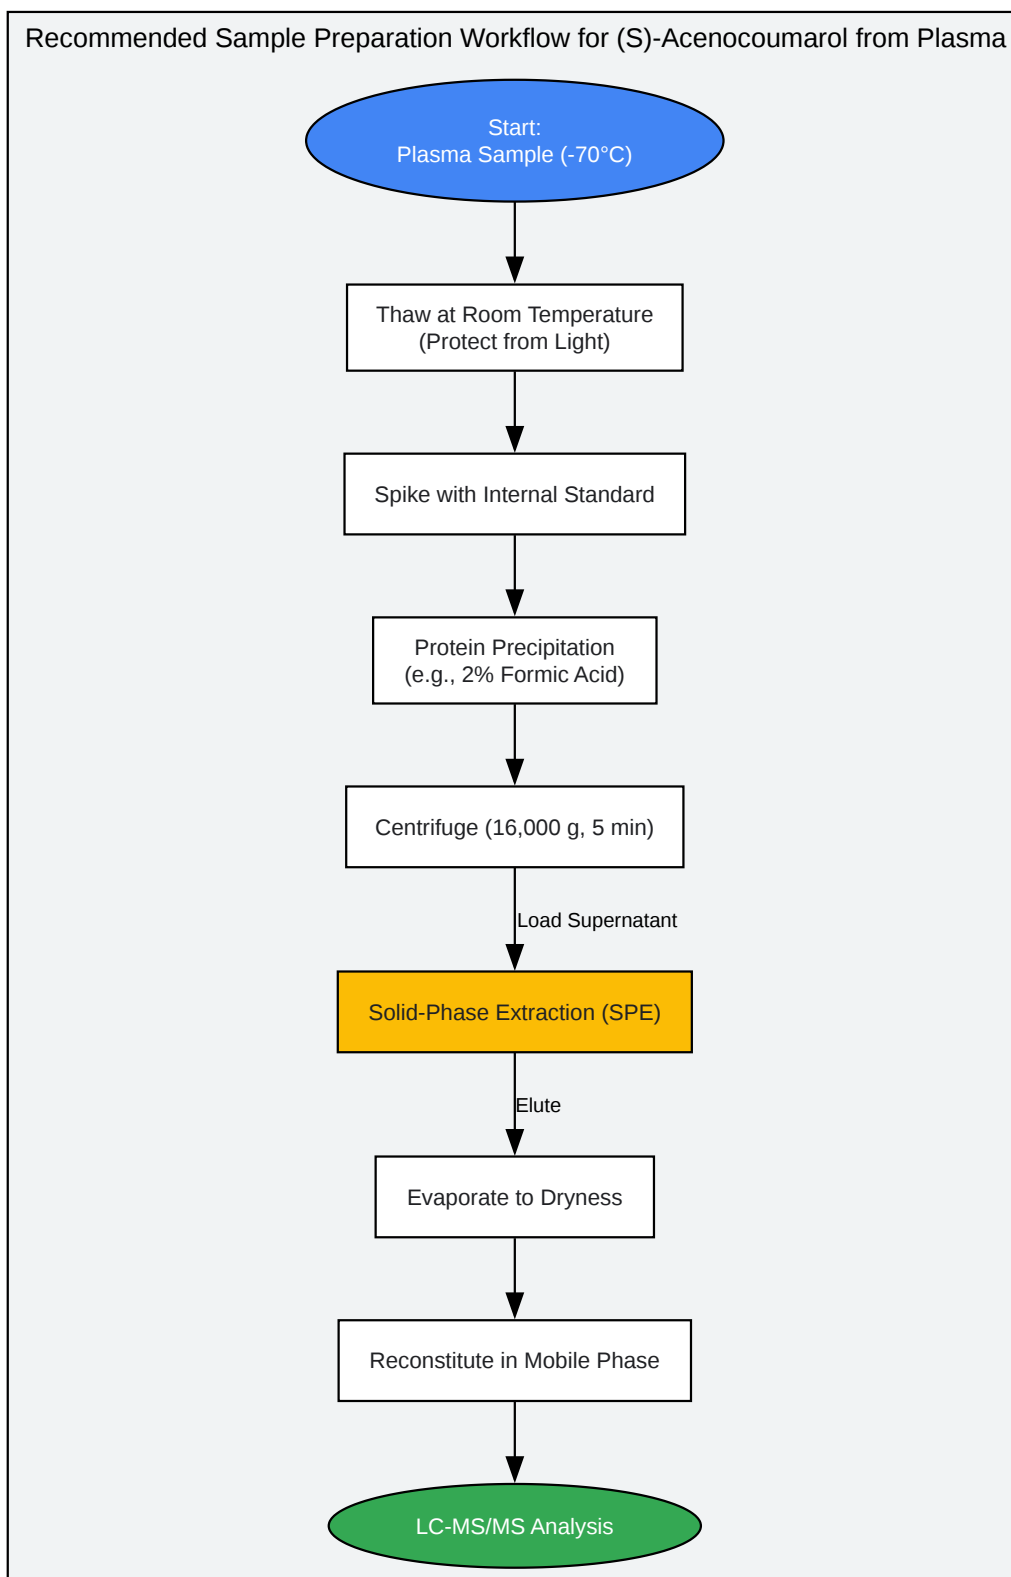 Recommended Sample Preparation Workflow for (S)-Acenocoumarol from Plasma
Start:
Plasma Sample (-70°C)
Thaw at Room Temperature
(Protect from Light)
Spike with Internal Standard
Protein Precipitation
(e.g., 2% Formic Acid)
Centrifuge (16,000 g, 5 min)
Load Supernatant
Solid-Phase Extraction (SPE)
Elute
Evaporate to Dryness
Reconstitute in Mobile Phase
LC-MS/MS Analysis